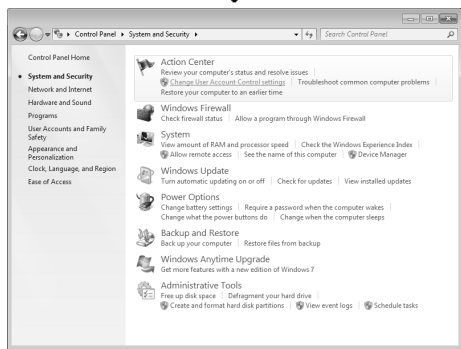 Control Panel ▸ System and Security ▸
Search Control Panel
Control Panel Home
System and Security
Network and Internet
Hardware and Sound
Programs
User Accounts and Family
Safety
Appearance and
Personalization
Clock, Language, and Region
Ease of Access
Action Center
Review your computer's status and resolve issues
Change User Account Control settings Troubleshoot common computer problems
Restore your computer to an earlier time
Windows Firewall
Check firewall status Allow a program through Windows Firewall
System
View amount of RAM and processor speed Check the Windows Experience Index
Allow remote access See the name of this computer Device Manager
Windows Update
Turn automatic updating on or off Check for updates View installed updates
Power Options
Change battery settings Require a password when the computer wakes
Change what the power buttons do Change when the computer sleeps
Backup and Restore
Back up your computer Restore files from backup
Windows Anytime Upgrade
Get more features with a new edition of Windows 7
Administrative Tools
Free up disk space Defragment your hard drive
Create and format hard disk partitions View event logs Schedule tasks